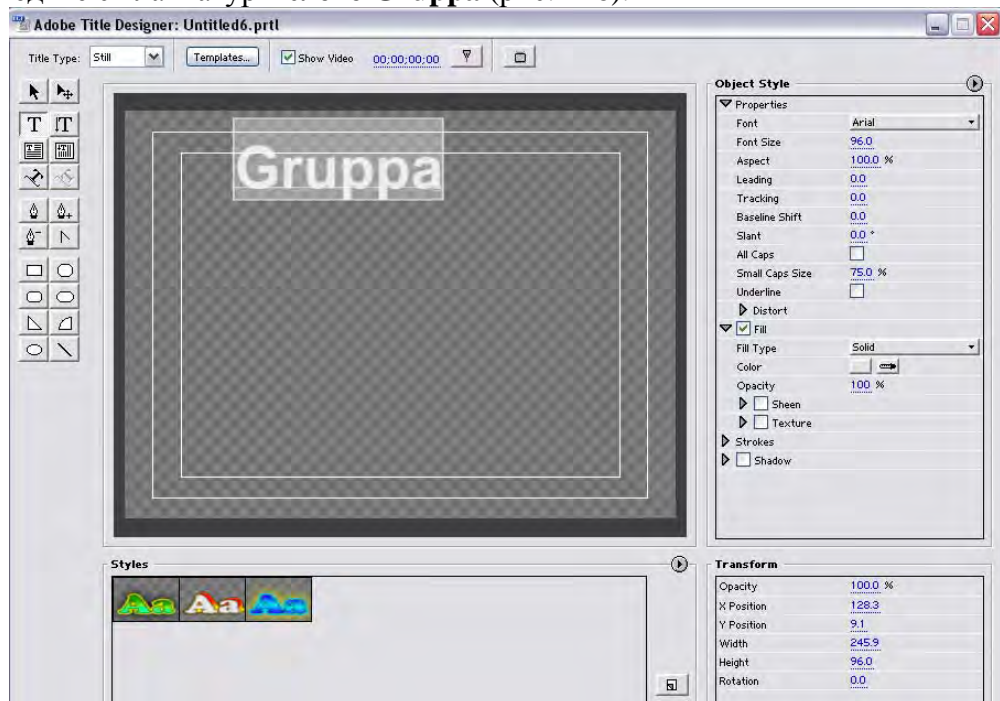 Adobe Title Designer: Untitled6.prtl
Title Type: Still Templates... Show Video 00;00;00;00
Object Style
Properties
Font Arial
Font Size 96.0
Aspect 100.0 %
Leading 0.0
Tracking 0.0
Baseline Shift 0.0
Slant 0.0 °
All Caps
Small Caps Size 75.0 %
Underline
Distort
Fill
Fill Type Solid
Color
Opacity 100 %
Sheen
Texture
Strokes
Shadow
T IT
Gruppa
Styles
Aa Aa Aa
Transform
Opacity 100.0 %
X Position 128.3
Y Position 9.1
Width 245.9
Height 96.0
Rotation 0.0